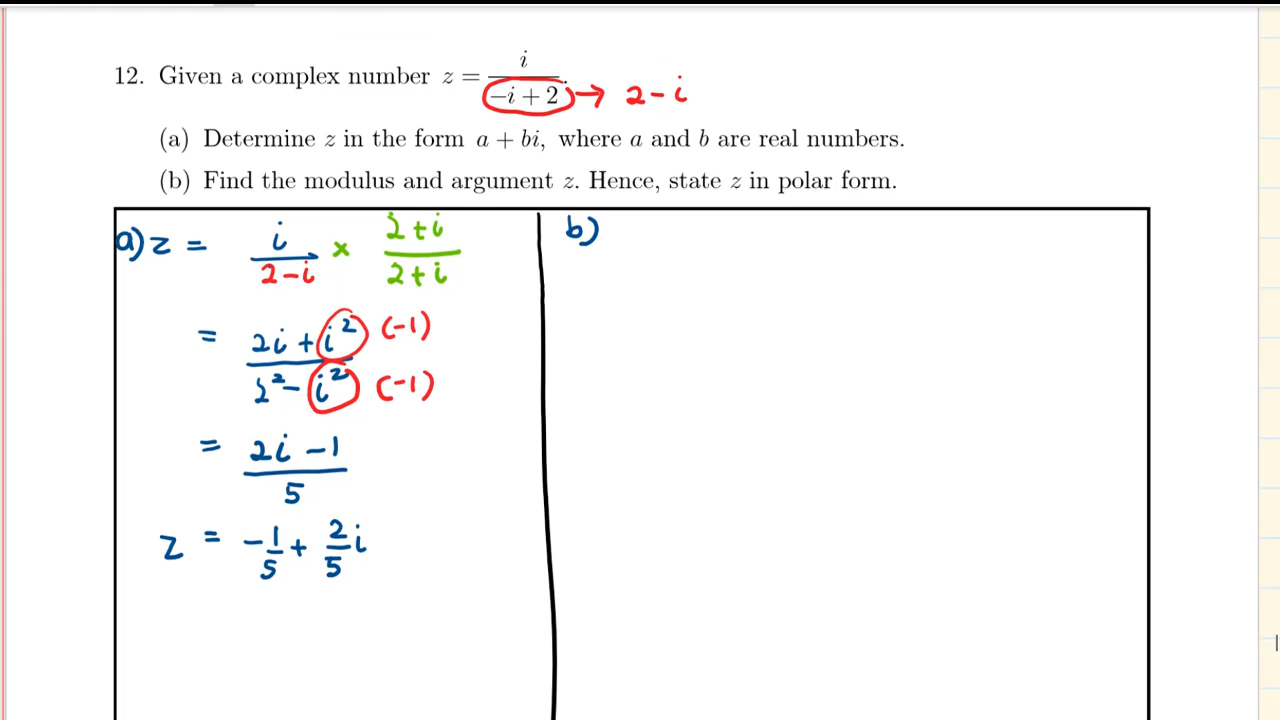 12. Given a complex number z = i / (−i + 2). → 2 - i
(a) Determine z in the form a + bi, where a and b are real numbers.
(b) Find the modulus and argument z. Hence, state z in polar form.
a) z = i / (2 - i) × (2 + i) / (2 + i)
= (2i + i²) / (2² - i²) (-1) (-1)
= (2i - 1) / 5
z = -1/5 + 2/5 i
b)